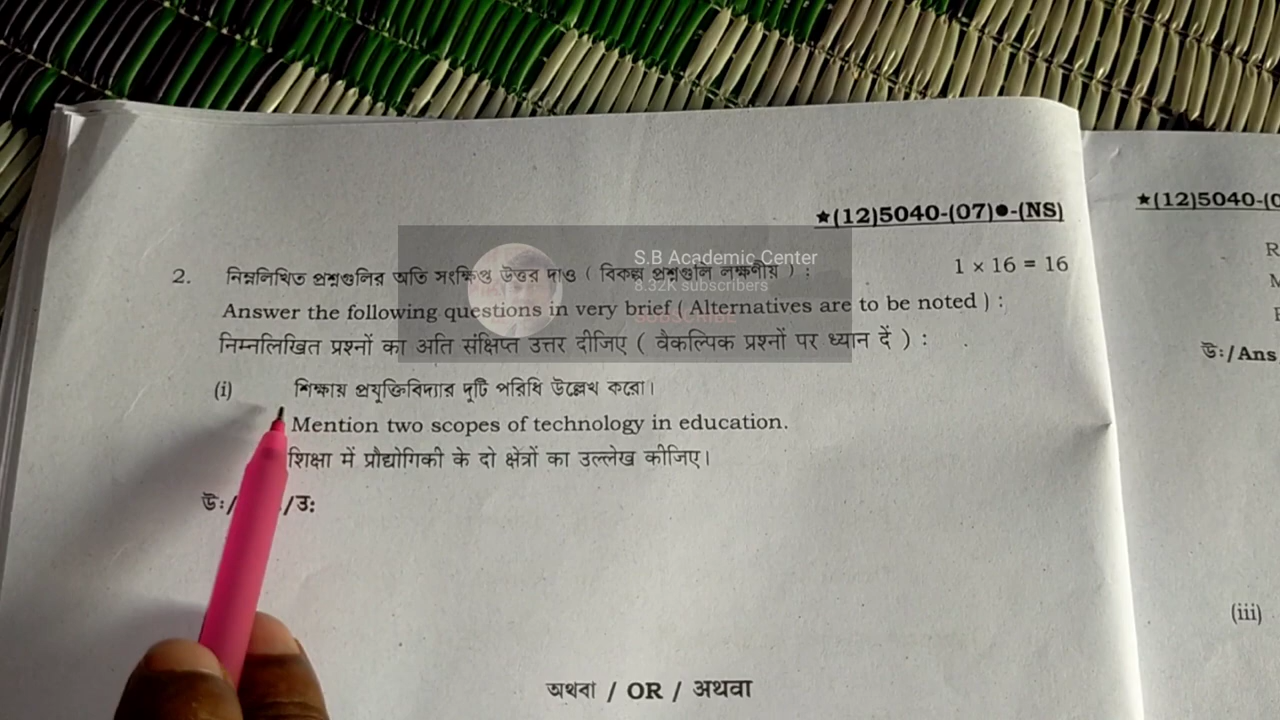 ★(12)5040-(07)●-(NS)
2. নিম্নলিখিত প্রশ্নগুলির অতি সংক্ষিপ্ত উত্তর দাও ( বিকল্প প্রশ্নগুলি লক্ষণীয় ) : 1 × 16 = 16
Answer the following questions in very brief ( Alternatives are to be noted ) :
निम्नलिखित प्रश्नों का अति संक्षिप्त उत्तर दीजिए ( वैकल्पिक प्रश्नों पर ध्यान दें ) :
(i) শিক্ষায় প্রযুক্তিবিদ্যার দুটি পরিধি উল্লেখ করো।
Mention two scopes of technology in education.
शिक्षा में प्रौद्योगिकी के दो क्षेत्रों का उल्लेख कीजिए।
উ:/ /उ:
অথবা / OR / अथवा
★(12)5040-(
উ:/Ans
(iii)
S.B Academic Center
8.32K subscribers
SUBSCRIBE